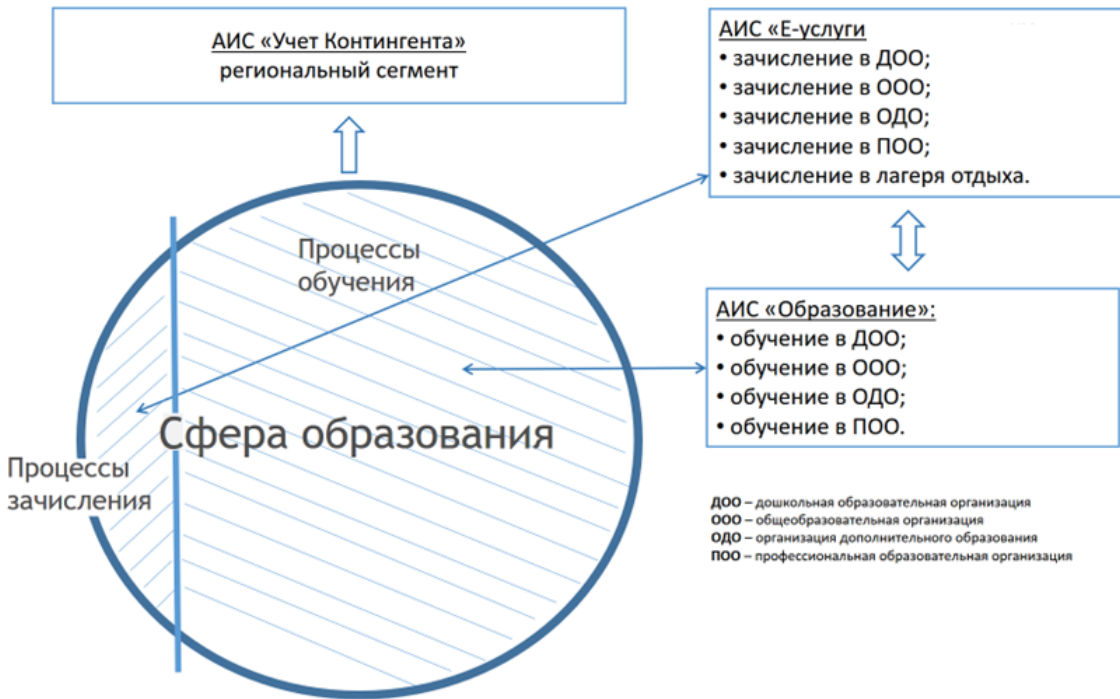 АИС «Учет Контингента»
региональный сегмент
АИС «Е-услуги
• зачисление в ДОО;
• зачисление в ООО;
• зачисление в ОДО;
• зачисление в ПОО;
• зачисление в лагеря отдыха.
Процессы
обучения
АИС «Образование»:
• обучение в ДОО;
• обучение в ООО;
• обучение в ОДО;
• обучение в ПОО.
Сфера образования
Процессы
зачисления
ДОО – дошкольная образовательная организация
ООО – общеобразовательная организация
ОДО – организация дополнительного образования
ПОО – профессиональная образовательная организация